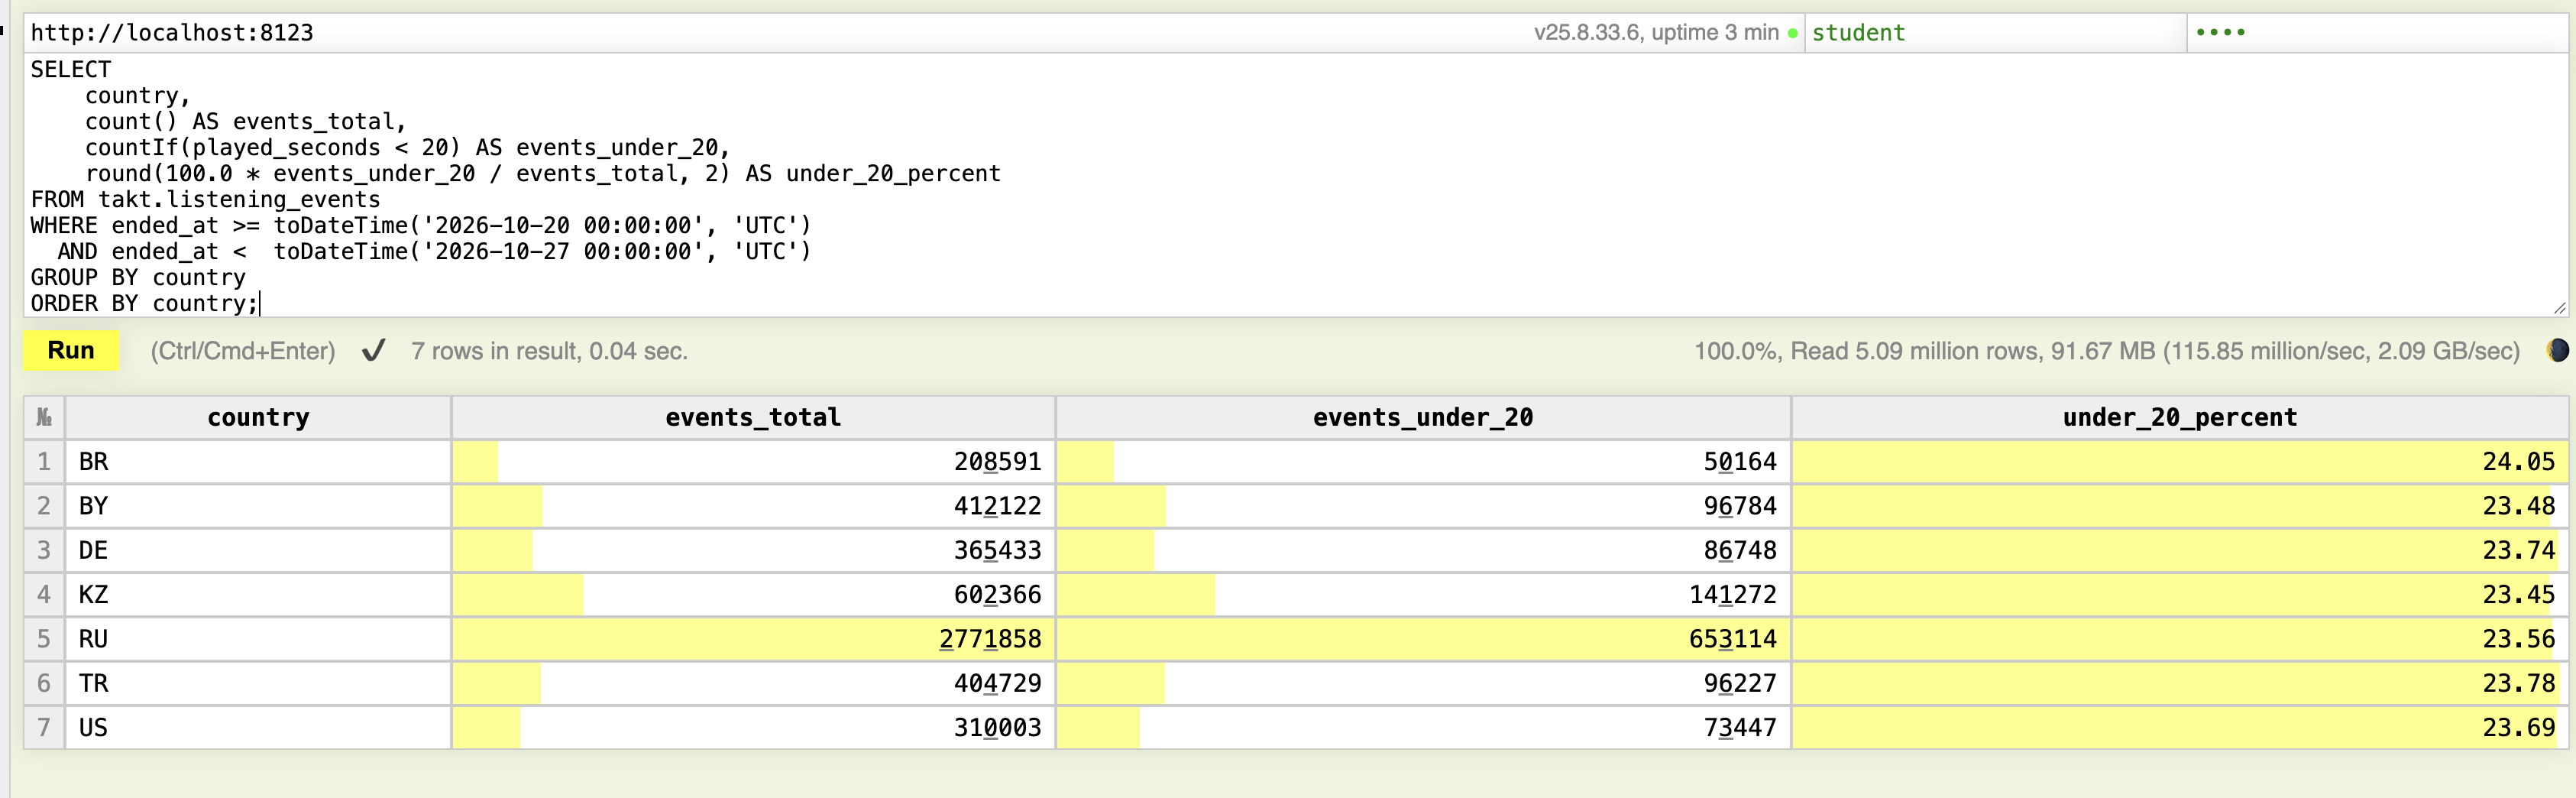 http://localhost:8123 v25.8.33.6, uptime 3 min student ••••
SELECT
    country,
    count() AS events_total,
    countIf(played_seconds < 20) AS events_under_20,
    round(100.0 * events_under_20 / events_total, 2) AS under_20_percent
FROM takt.listening_events
WHERE ended_at >= toDateTime('2026-10-20 00:00:00', 'UTC')
  AND ended_at <  toDateTime('2026-10-27 00:00:00', 'UTC')
GROUP BY country
ORDER BY country;
Run (Ctrl/Cmd+Enter) ✔ 7 rows in result, 0.04 sec. 100.0%, Read 5.09 million rows, 91.67 MB (115.85 million/sec, 2.09 GB/sec)
№ country events_total events_under_20 under_20_percent
1 BR 208591 50164 24.05
2 BY 412122 96784 23.48
3 DE 365433 86748 23.74
4 KZ 602366 141272 23.45
5 RU 2771858 653114 23.56
6 TR 404729 96227 23.78
7 US 310003 73447 23.69